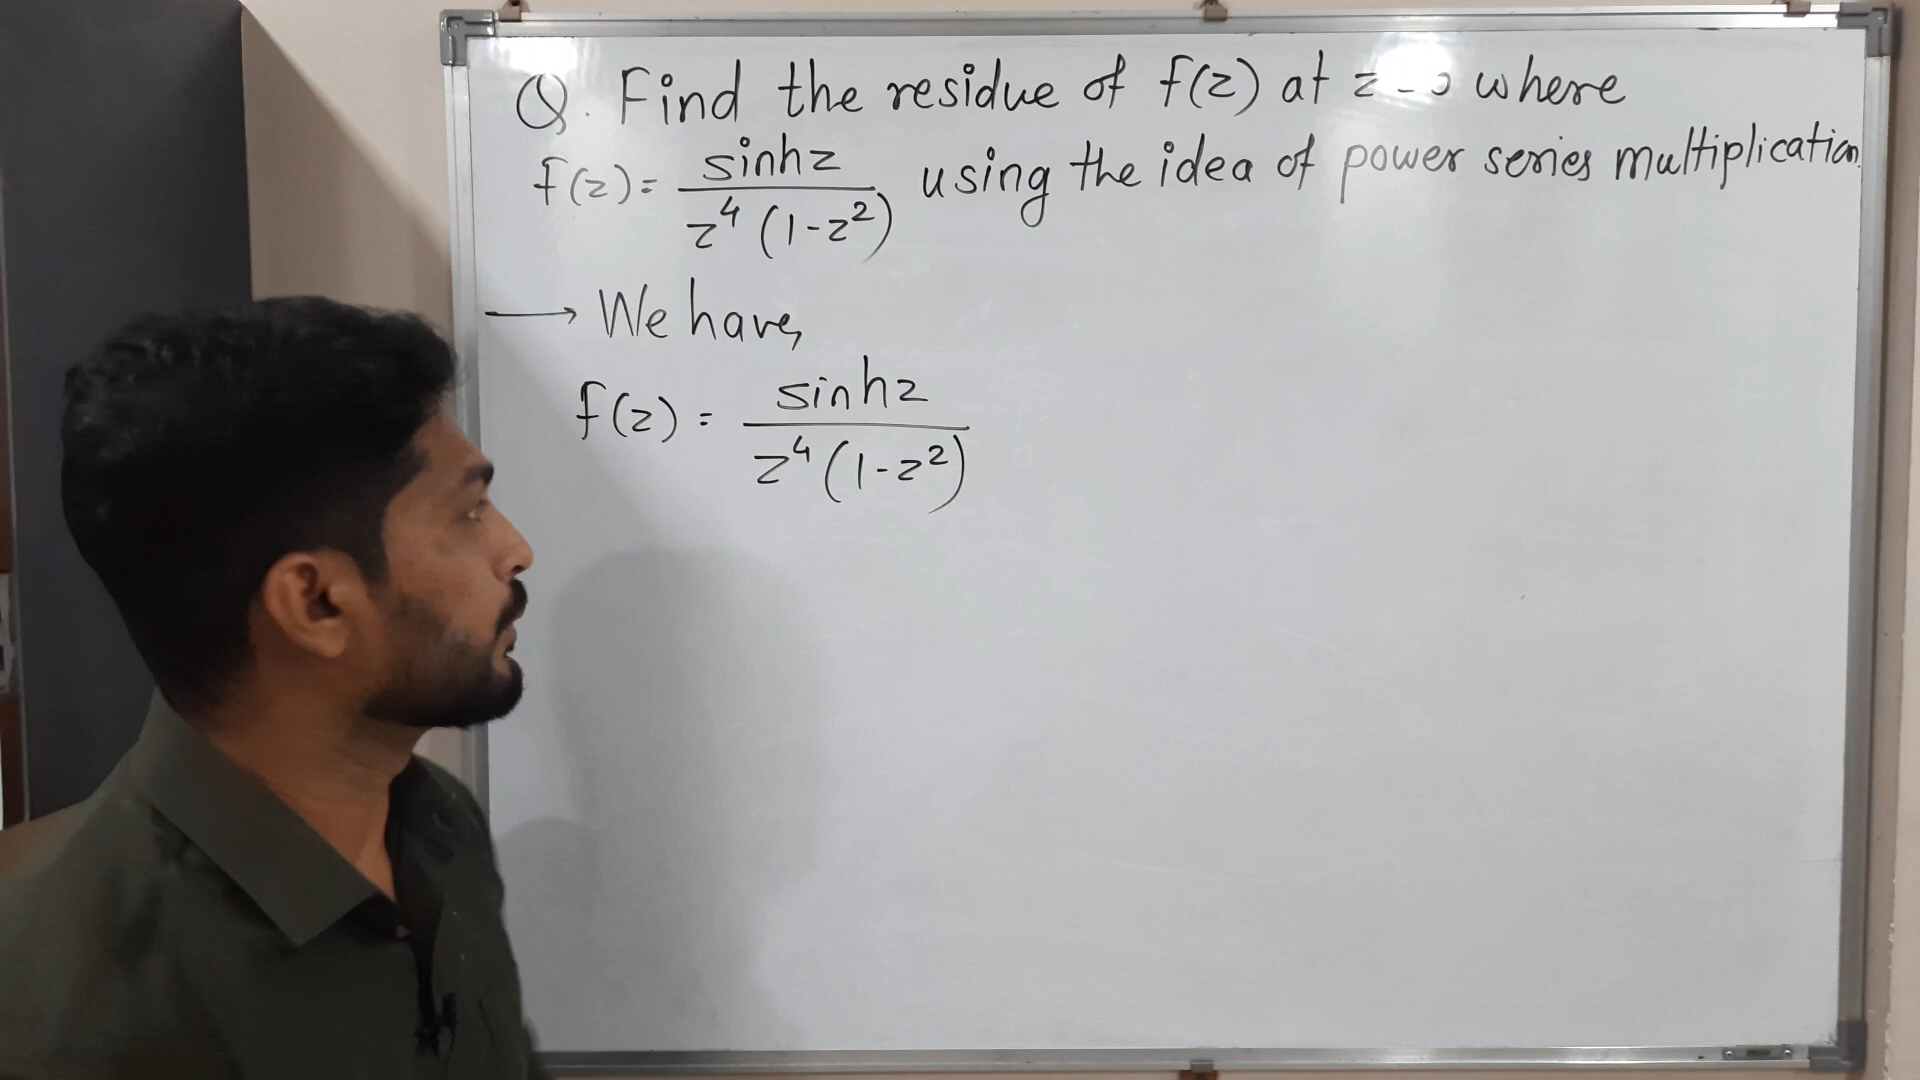 Q. Find the residue of f(z) at z = 0 where
f(z) = sinhz / z⁴(1-z²) using the idea of power series multiplication.
→ We have,
f(z) = sinhz / z⁴(1-z²)